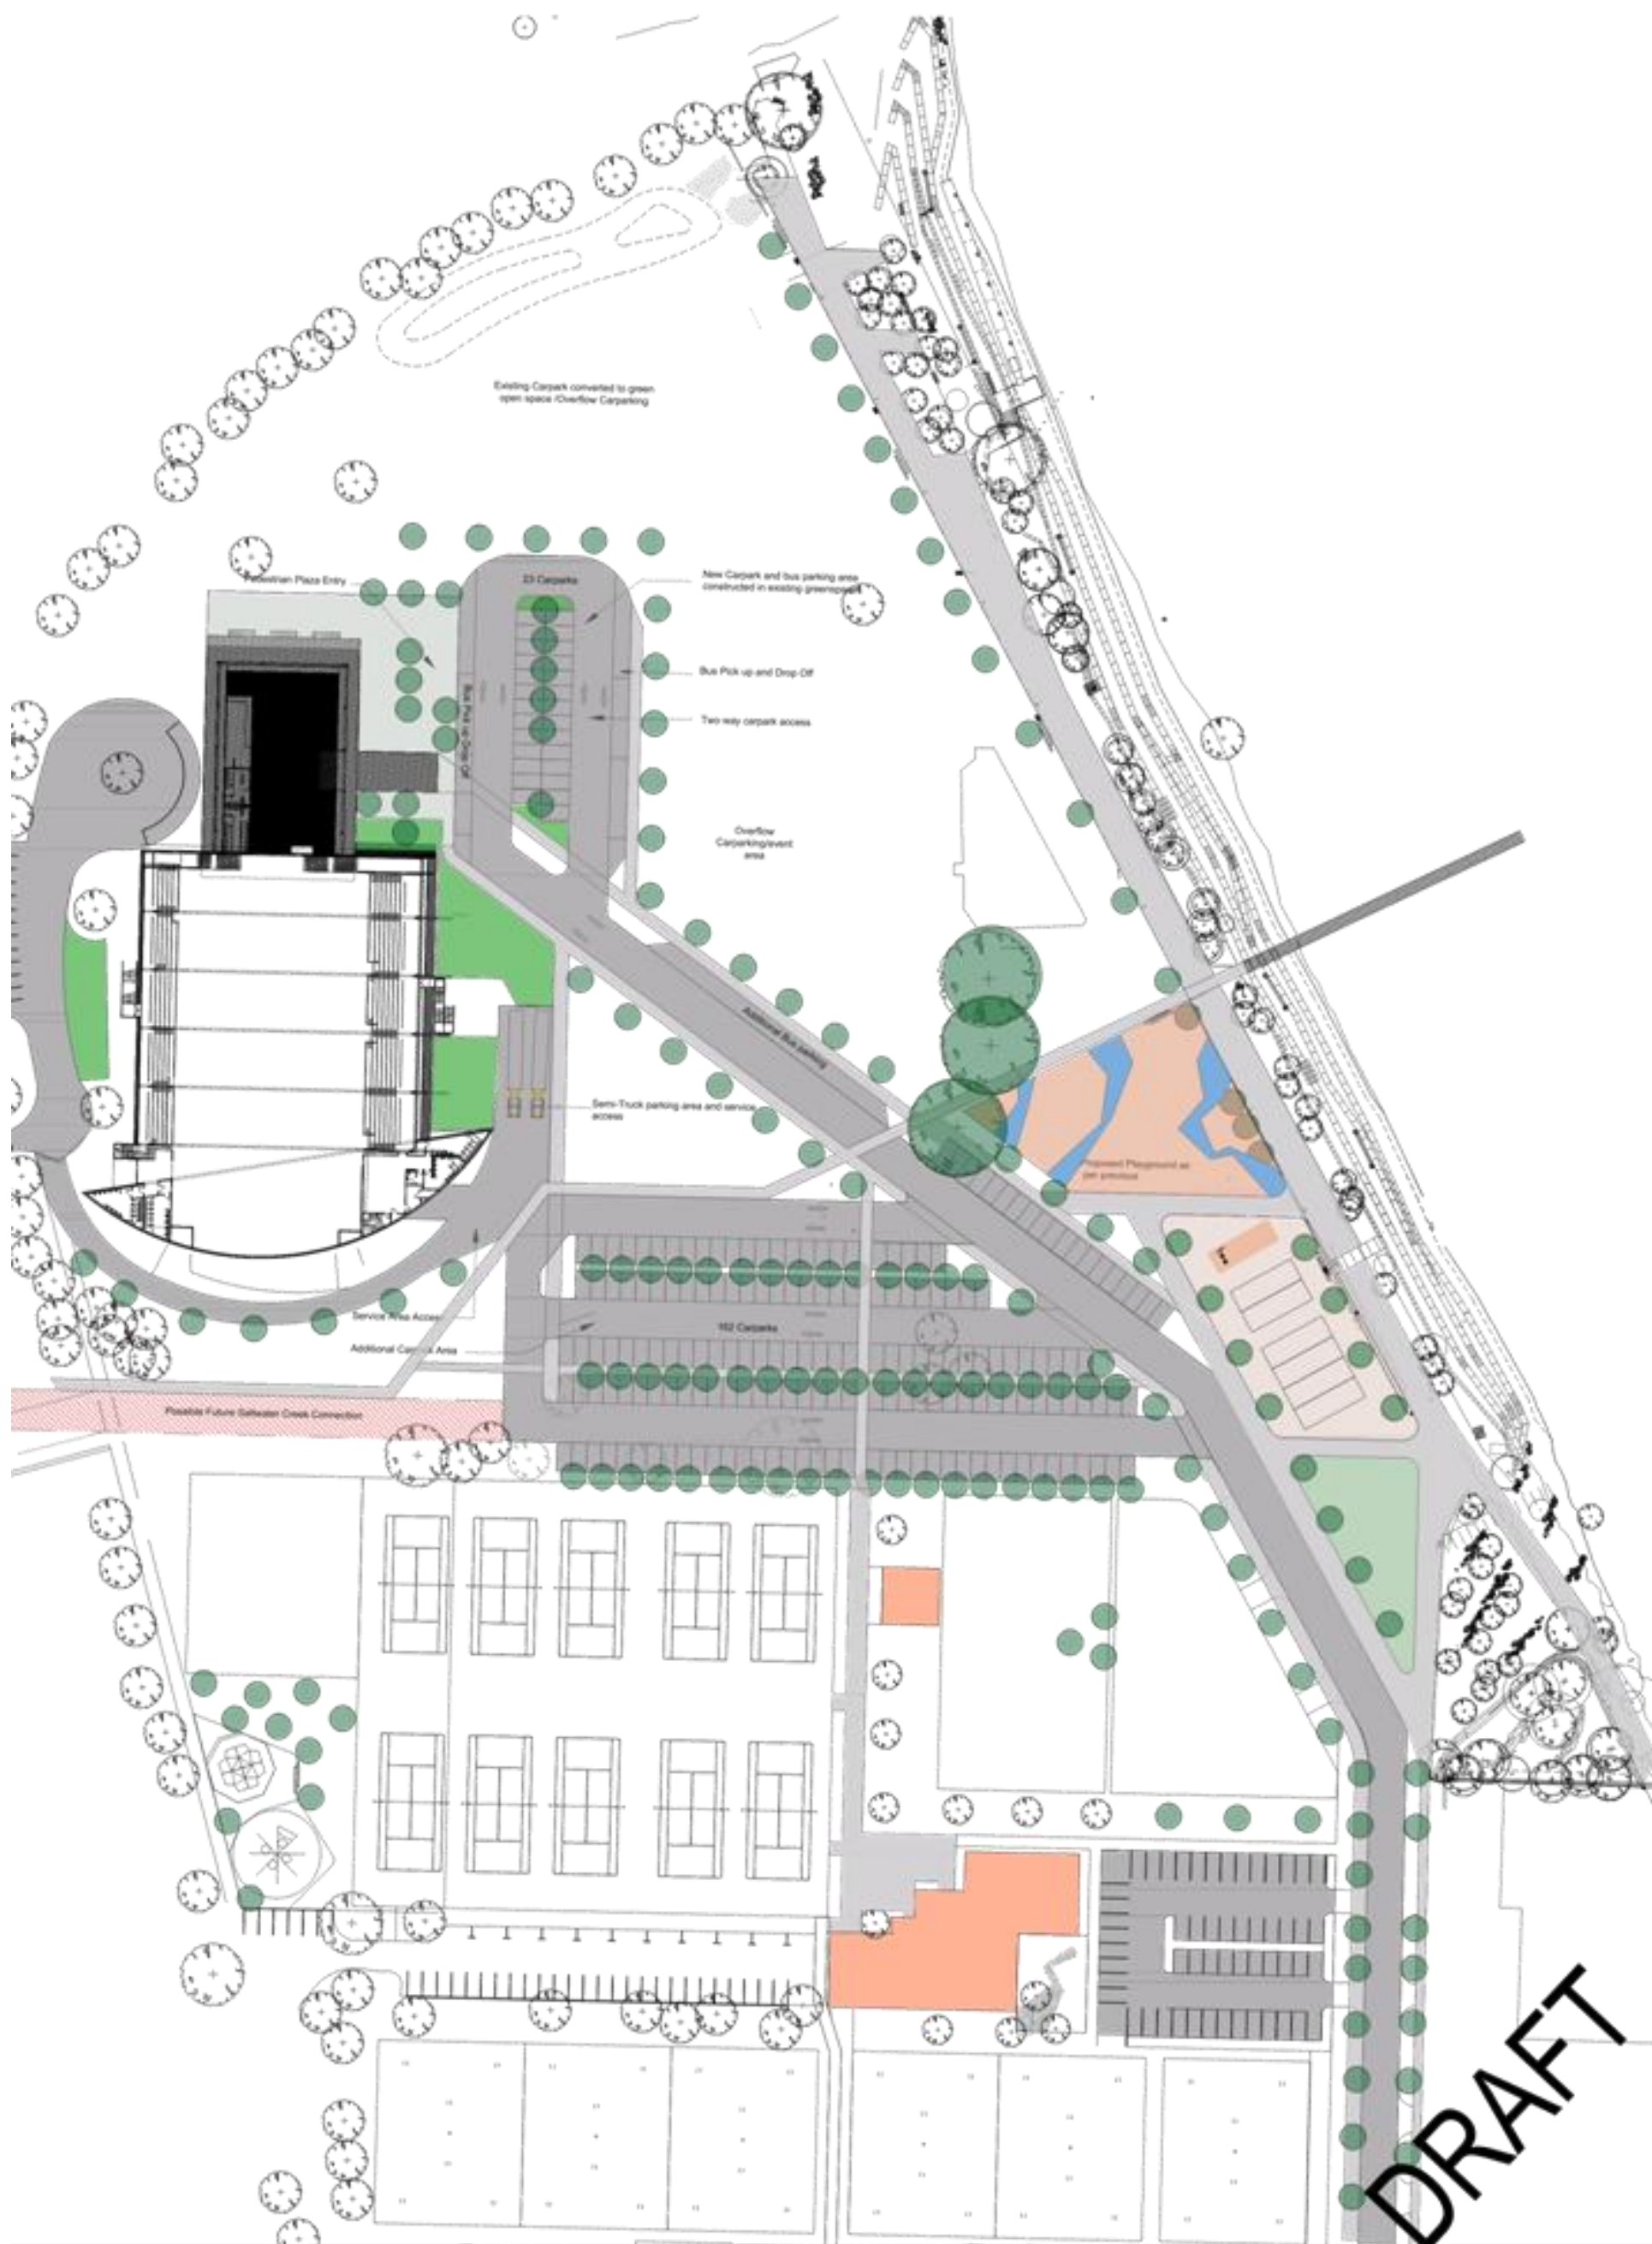 Existing Carpark converted to green
open space /Overflow Carparking
23 Carparks
Pedestrian Plaza Entry
New Carpark and bus parking area
constructed in existing greenspace
Bus Pick up and Drop Off
Bus Pick up Drop Off
Two way carpark access
Overflow
Carparking/event
area
Additional Bus parking
Semi-Truck parking area and service
access
Proposed Playground as
per previous
Service Area Access
162 Carparks
Additional Carpark Area
Possible Future Saltwater Creek Connection
DRAFT